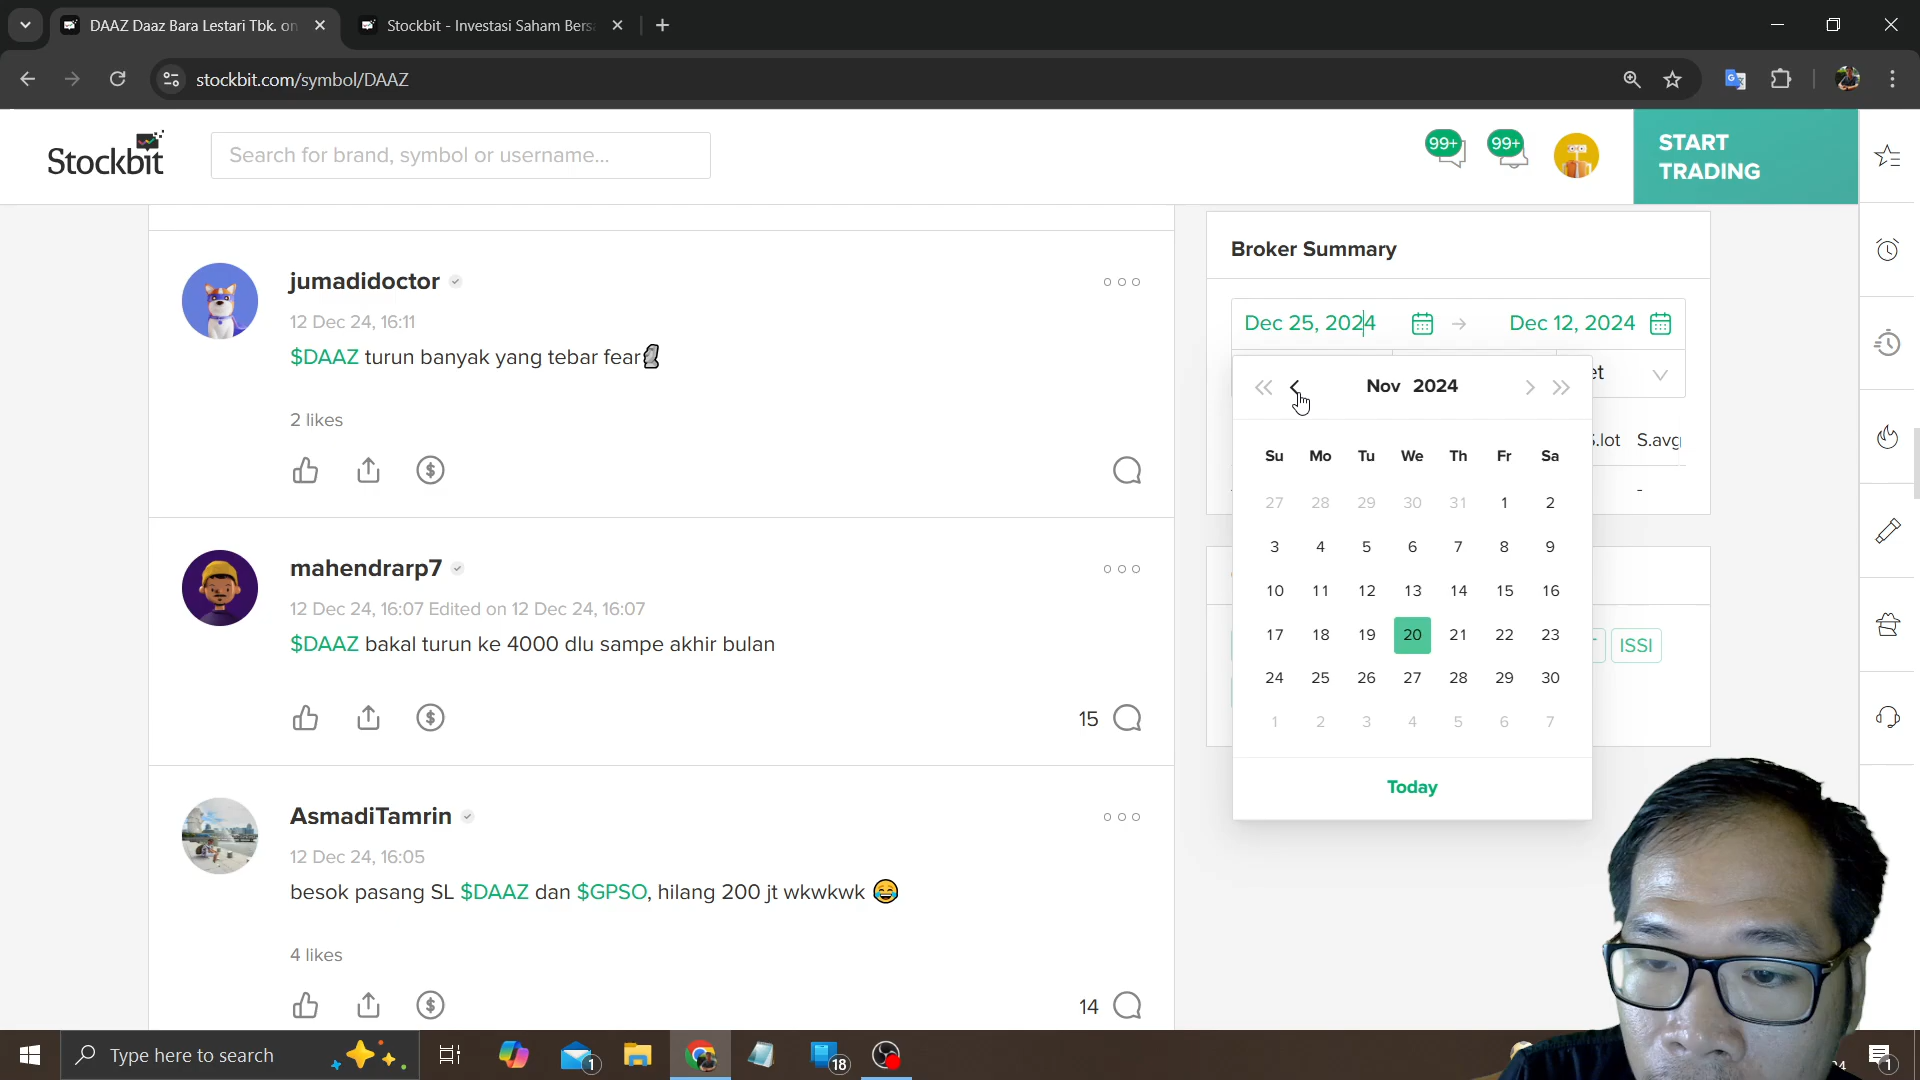 DAAZ Daaz Bara Lestari Tbk. on
Stockbit - Investasi Saham Bers
stockbit.com/symbol/DAAZ
Stockbit
Search for brand, symbol or username...
99+
99+
START
TRADING
jumadidoctor
12 Dec 24, 16:11
$DAAZ turun banyak yang tebar fear🗿
2 likes
mahendrarp7
12 Dec 24, 16:07 Edited on 12 Dec 24, 16:07
$DAAZ bakal turun ke 4000 dlu sampe akhir bulan
15
AsmadiTamrin
12 Dec 24, 16:05
besok pasang SL $DAAZ dan $GPSO, hilang 200 jt wkwkwk 😂
4 likes
14
Broker Summary
Dec 25, 2024 → Dec 12, 2024
Nov 2024
Su Mo Tu We Th Fr Sa
27 28 29 30 31 1 2
3 4 5 6 7 8 9
10 11 12 13 14 15 16
17 18 19 20 21 22 23
24 25 26 27 28 29 30
1 2 3 4 5 6 7
Today
S.lot S.avg
-
ISSI
Type here to search
1
18
1